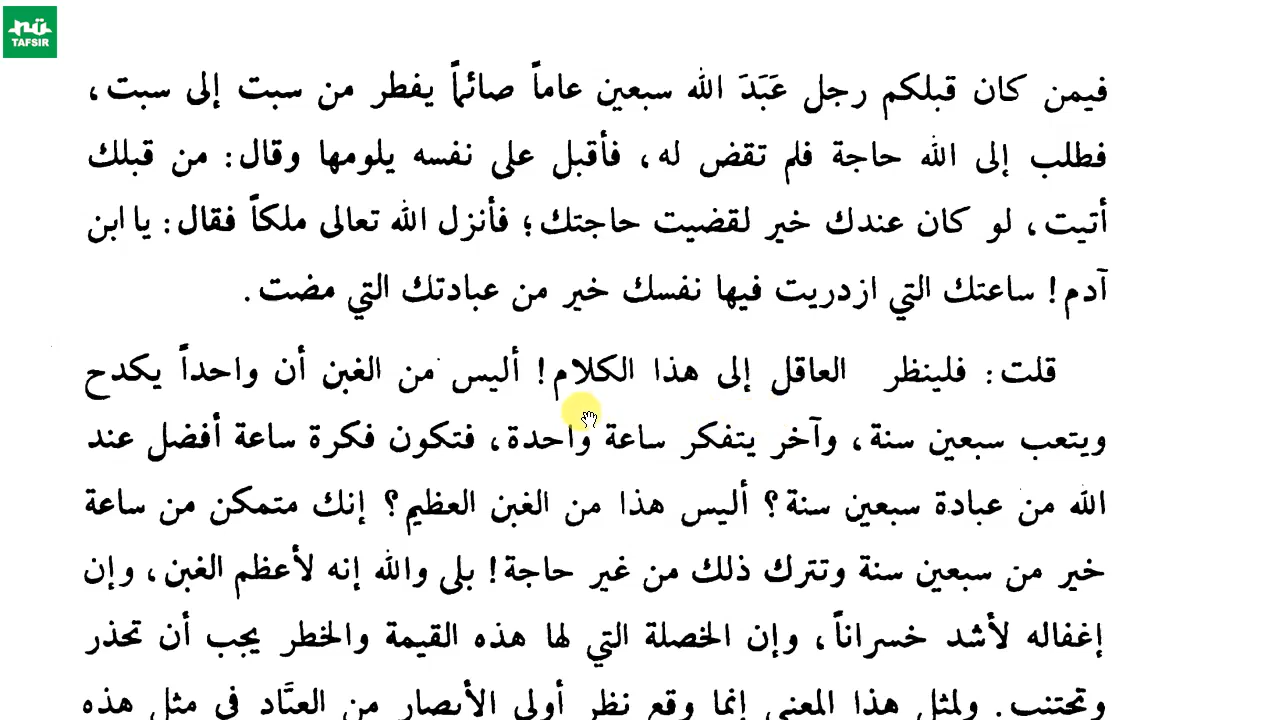 TAFSIR
فيمن كان قبلكم رجل عَبَدَ الله سبعين عاماً صائماً يفطر من سبت إلى سبت،
فطلب إلى الله حاجة فلم تقض له، فأقبل على نفسه يلومها وقال: من قبلك
أتيت، لو كان عندك خير لقضيت حاجتك؛ فأنزل الله تعالى ملكاً فقال: يا ابن
آدم! ساعتك التي ازدريت فيها نفسك خير من عبادتك التي مضت.
قلت: فلينظر العاقل إلى هذا الكلام! أليس من الغبن أن واحداً يكدح
ويتعب سبعين سنة، وآخر يتفكر ساعة واحدة، فتكون فكرة ساعة أفضل عند
الله من عبادة سبعين سنة؟ أليس هذا من الغبن العظيم؟ إنك متمكن من ساعة
خير من سبعين سنة وتترك ذلك من غير حاجة! بلى والله إنه لأعظم الغبن، وإن
إغفاله لأشد خسراناً، وإن الخصلة التي لها هذه القيمة والخطر يجب أن تحذر
وتجتنب. ولمثل هذا المعنى إنما وقع نظر أولي الأبصار من العبَّاد في مثل هذه